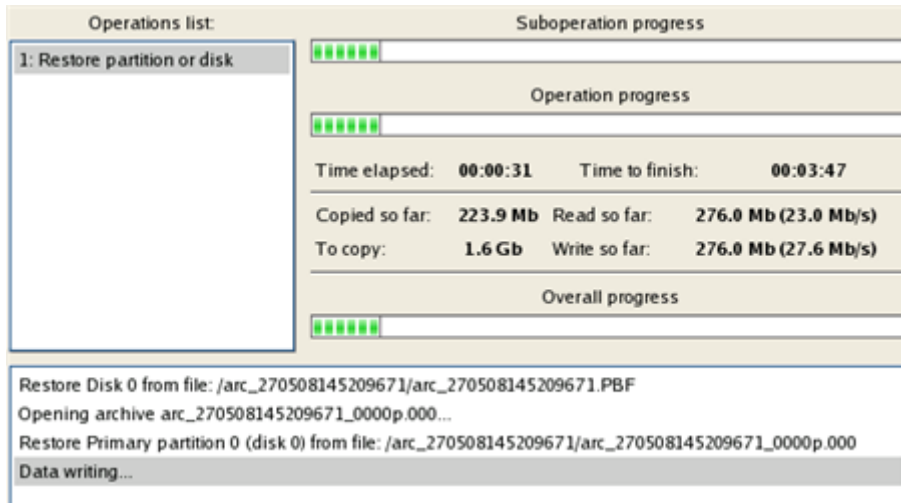 Operations list:
1: Restore partition or disk
Suboperation progress
Operation progress
Time elapsed: 00:00:31 Time to finish: 00:03:47
Copied so far: 223.9 Mb Read so far: 276.0 Mb (23.0 Mb/s)
To copy: 1.6 Gb Write so far: 276.0 Mb (27.6 Mb/s)
Overall progress
Restore Disk 0 from file: /arc_270508145209671/arc_270508145209671.PBF
Opening archive arc_270508145209671_0000p.000...
Restore Primary partition 0 (disk 0) from file: /arc_270508145209671/arc_270508145209671_0000p.000
Data writing...